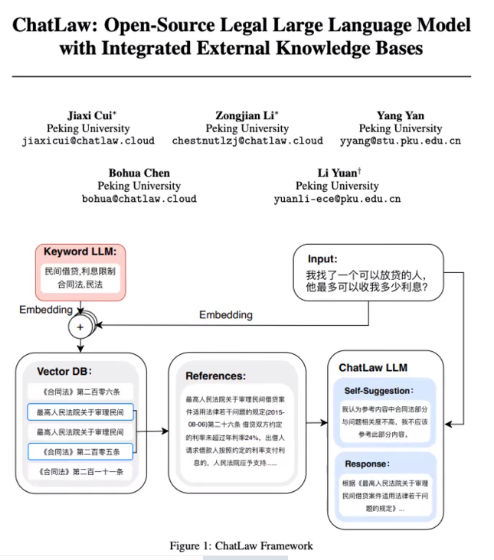 ChatLaw: Open-Source Legal Large Language Model
with Integrated External Knowledge Bases
Jiaxi Cui*
Peking University
jiaxicui@chatlaw.cloud
Zongjian Li*
Peking University
chestnutlzj@chatlaw.cloud
Yang Yan
Peking University
yyang@stu.pku.edu.cn
Bohua Chen
Peking University
bohua@chatlaw.cloud
Li Yuan†
Peking University
yuanli-ece@pku.edu.cn
Keyword LLM:
民间借贷,利息限制
合同法,民法
Input:
我找了一个可以放贷的人，
他最多可以收我多少利息？
Embedding
Embedding
+
Vector DB:
《合同法》第二百零六条
最高人民法院关于审理民间
最高人民法院关于审理民间
《合同法》第二百零五条
《合同法》第二百一十一条
References:
最高人民法院关于审理民间借贷案
件适用法律若干问题的规定(2015-
08-06)第二十六条 借贷双方约定
的利率未超过年利率24%，出借人
请求借款人按照约定的利率支付利
息的，人民法院应予支持......
ChatLaw LLM
Self-Suggestion:
我认为参考内容中合同法部分
与问题相关度不高，我不应该
参考此部分内容。
Response:
根据《最高人民法院关于审理
民间借贷案件适用法律若干问
题的规定》...
Figure 1: ChatLaw Framework